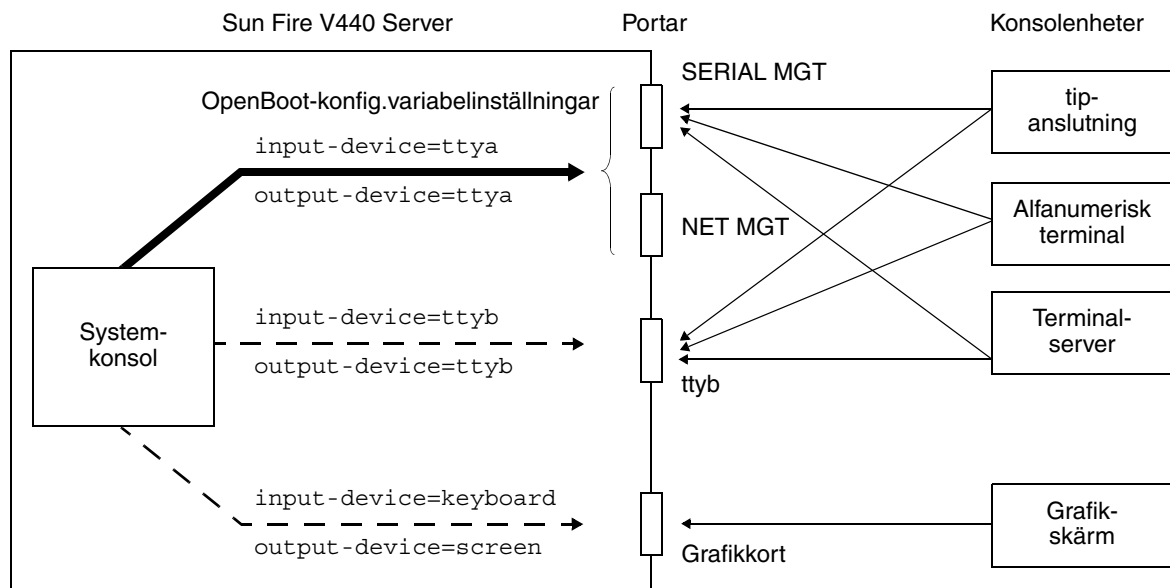 Sun Fire V440 Server
Portar
Konsolenheter
SERIAL MGT
OpenBoot-konfig.variabelinställningar
input-device=ttya
output-device=ttya
NET MGT
tip-
anslutning
Alfanumerisk
terminal
System-
konsol
input-device=ttyb
output-device=ttyb
ttyb
Terminal-
server
input-device=keyboard
output-device=screen
Grafikkort
Grafik-
skärm